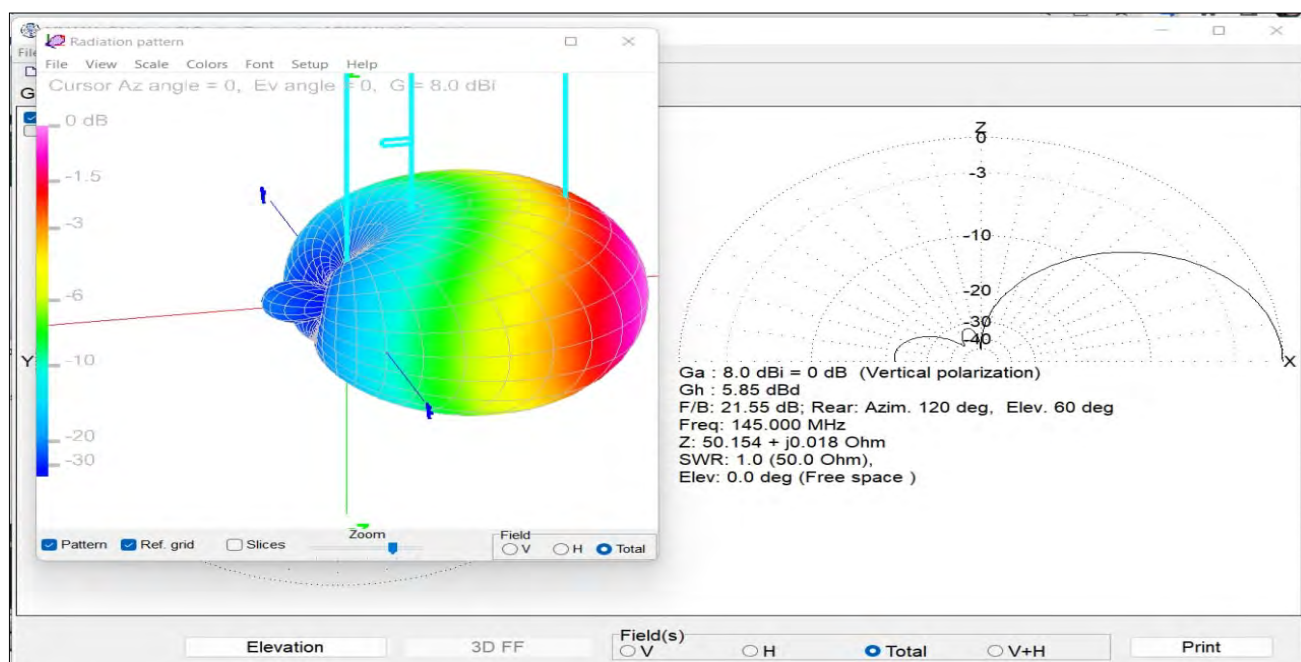 File
G
Radiation pattern
File View Scale Colors Font Setup Help
Cursor Az angle = 0, Ev angle = 0, G = 8.0 dBi
0 dB
-1.5
-3
-6
-10
-20
-30
Y
Zoom
Field
Pattern Ref. grid Slices
V H Total
Z
0
-3
-10
-20
-30
-40
X
Ga : 8.0 dBi = 0 dB (Vertical polarization)
Gh : 5.85 dBd
F/B: 21.55 dB; Rear: Azim. 120 deg, Elev. 60 deg
Freq: 145.000 MHz
Z: 50.154 + j0.018 Ohm
SWR: 1.0 (50.0 Ohm),
Elev: 0.0 deg (Free space )
Field(s)
Elevation 3D FF V H Total V+H Print